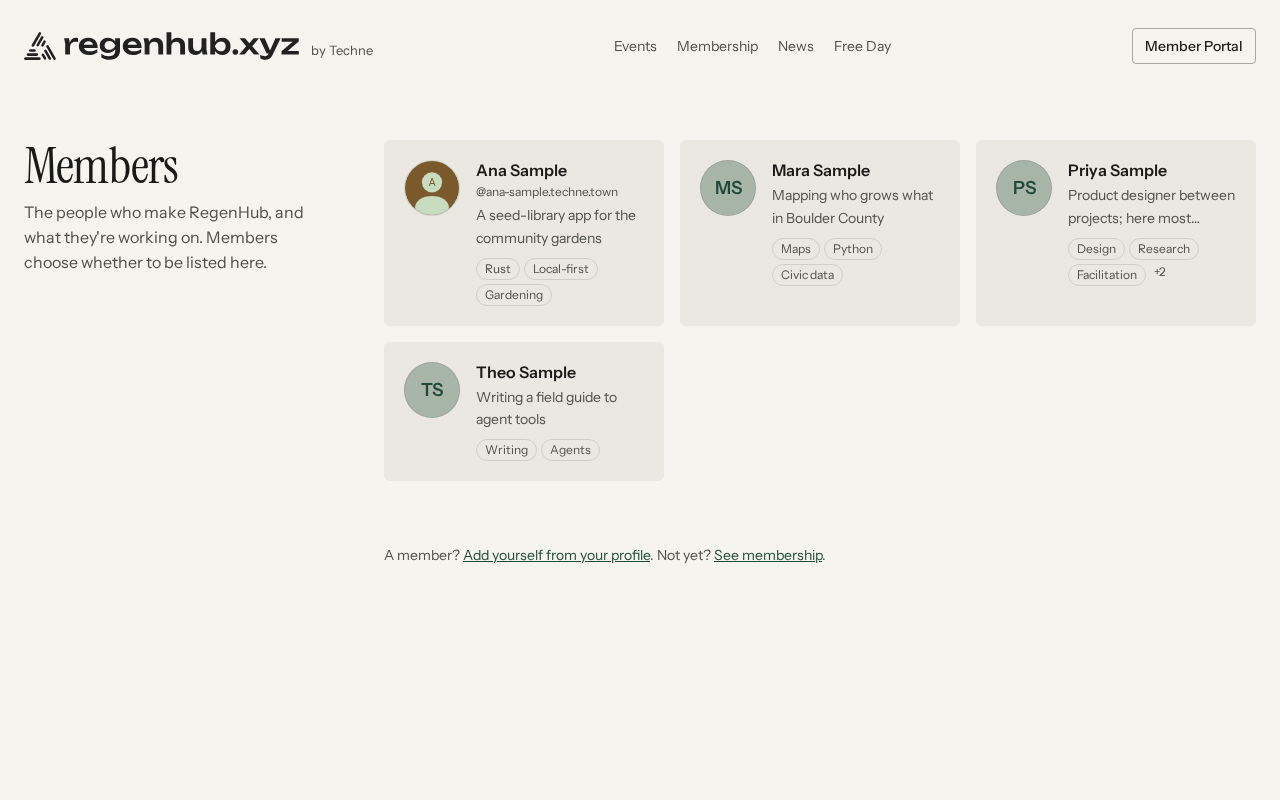 regenhub.xyz by Techne
Events Membership News Free Day
Member Portal
Members
The people who make RegenHub, and
what they're working on. Members
choose whether to be listed here.
A
Ana Sample
@ana-sample.techne.town
A seed-library app for the
community gardens
Rust Local-first
Gardening
MS
Mara Sample
Mapping who grows what
in Boulder County
Maps Python
Civic data
PS
Priya Sample
Product designer between
projects; here most…
Design Research
Facilitation +2
TS
Theo Sample
Writing a field guide to
agent tools
Writing Agents
A member? Add yourself from your profile. Not yet? See membership.